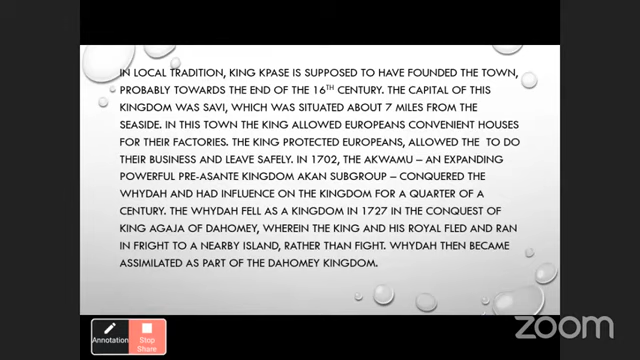 IN LOCAL TRADITION, KING KPASE IS SUPPOSED TO HAVE FOUNDED THE TOWN,
PROBABLY TOWARDS THE END OF THE 16TH CENTURY. THE CAPITAL OF THIS
KINGDOM WAS SAVI, WHICH WAS SITUATED ABOUT 7 MILES FROM THE
SEASIDE. IN THIS TOWN THE KING ALLOWED EUROPEANS CONVENIENT HOUSES
FOR THEIR FACTORIES. THE KING PROTECTED EUROPEANS, ALLOWED THE TO DO
THEIR BUSINESS AND LEAVE SAFELY. IN 1702, THE AKWAMU – AN EXPANDING
POWERFUL PRE-ASANTE KINGDOM AKAN SUBGROUP – CONQUERED THE
WHYDAH AND HAD INFLUENCE ON THE KINGDOM FOR A QUARTER OF A
CENTURY. THE WHYDAH FELL AS A KINGDOM IN 1727 IN THE CONQUEST OF
KING AGAJA OF DAHOMEY, WHEREIN THE KING AND HIS ROYAL FLED AND RAN
IN FRIGHT TO A NEARBY ISLAND, RATHER THAN FIGHT. WHYDAH THEN BECAME
ASSIMILATED AS PART OF THE DAHOMEY KINGDOM.
Annotation
Stop
Share
zoom